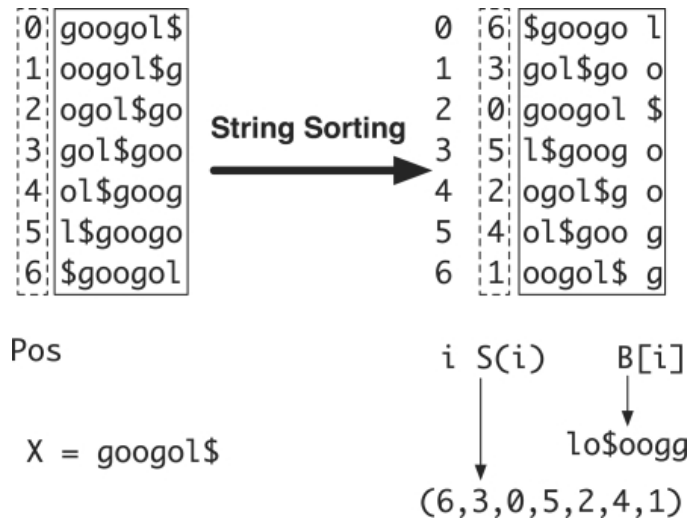 0 googol$ 0 6 $googo l
1 oogol$g 1 3 gol$go o
2 ogol$go 2 0 googol $
String Sorting
3 gol$goo 3 5 l$goog o
4 ol$goog 4 2 ogol$g o
5 l$googo 5 4 ol$goo g
6 $googol 6 1 oogol$ g
Pos i S(i) B[i]
X = googol$ lo$oogg
(6,3,0,5,2,4,1)